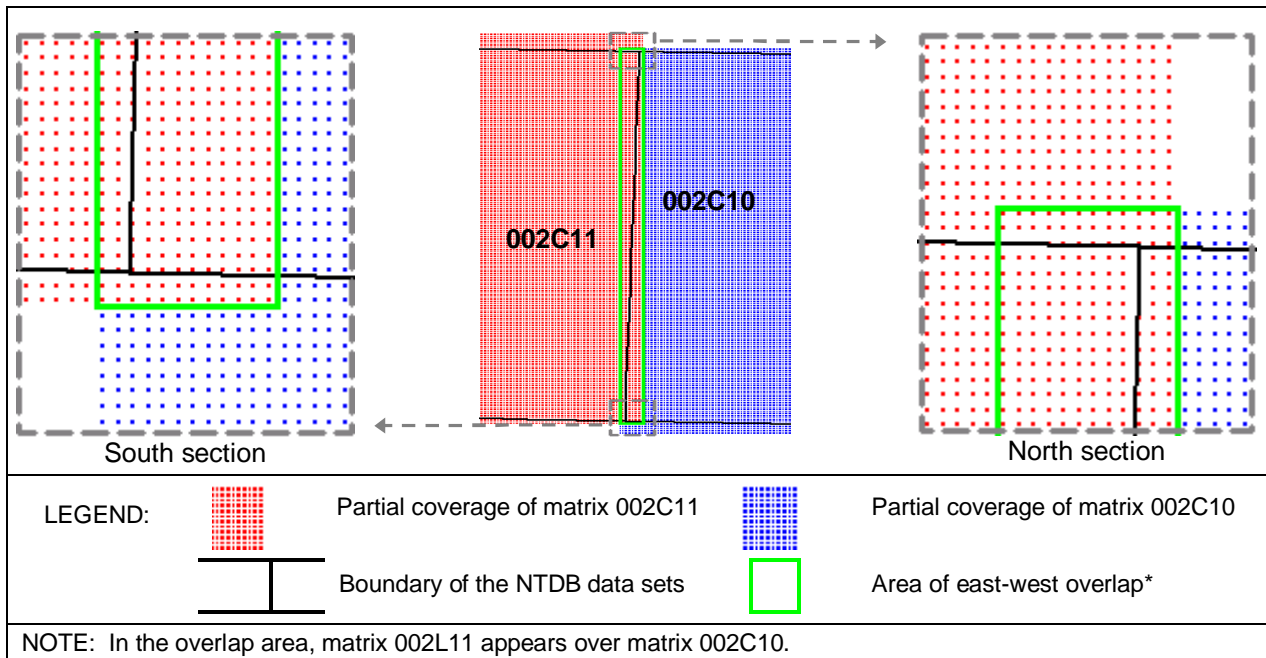 002C11
002C10
South section
North section
LEGEND:
Partial coverage of matrix 002C11
Partial coverage of matrix 002C10
Boundary of the NTDB data sets
Area of east-west overlap*
NOTE: In the overlap area, matrix 002L11 appears over matrix 002C10.